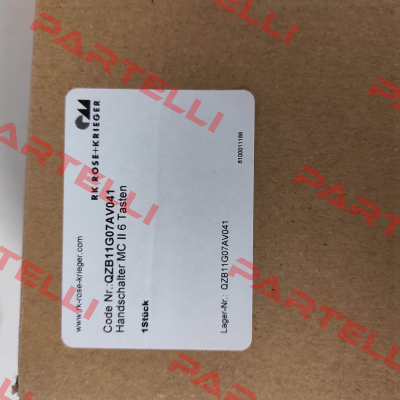 RK ROSE+KRIEGER
www.rk-rose-krieger.com
Code Nr.:QZB11G07AV041
Handschalter MC II 6 Tasten
1Stück
Lager-Nr.: QZB11G07AV041
8100011186
PARTELLI
PARTELLI
PARTELLI
PARTELLI